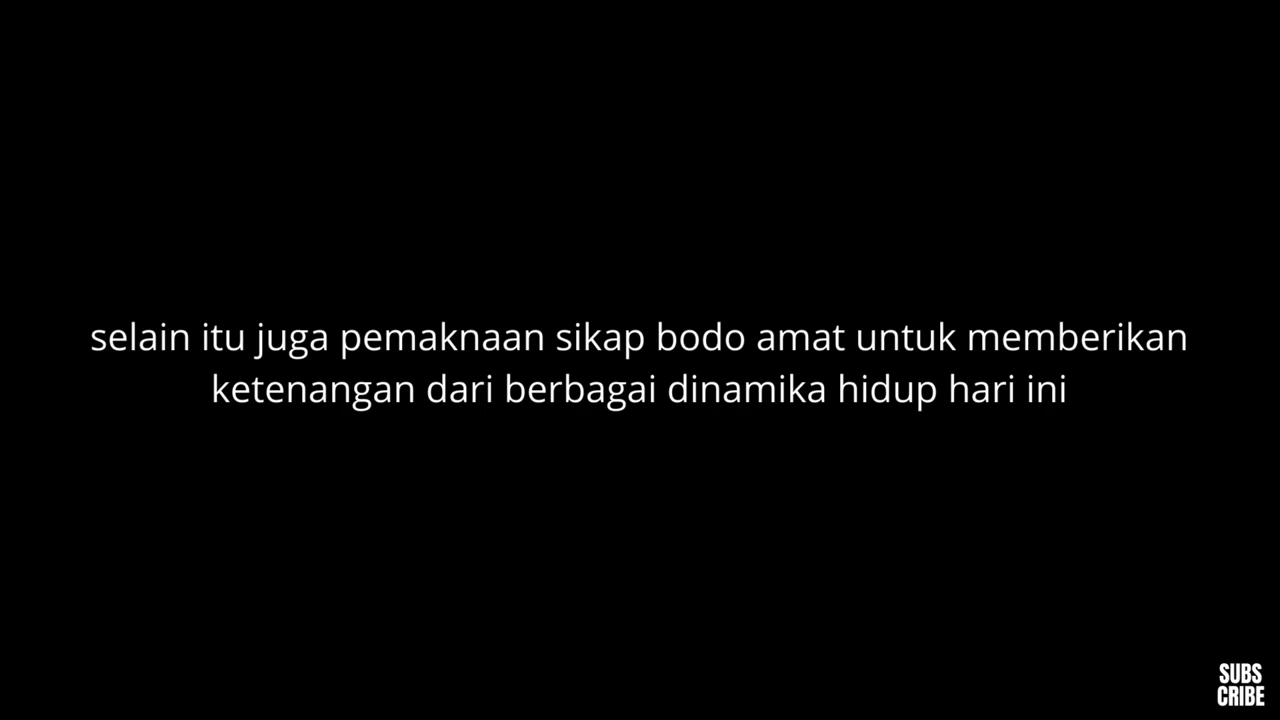 selain itu juga pemaknaan sikap bodo amat untuk memberikan
ketenangan dari berbagai dinamika hidup hari ini
SUBS
CRIBE